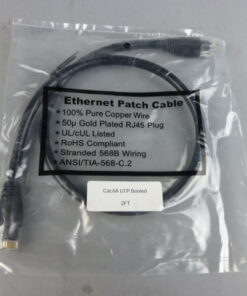 Ethernet Patch Cable
• 100% Pure Copper Wire
• 50µ Gold Plated RJ45 Plug
• UL/cUL Listed
• RoHS Compliant
• Stranded 568B Wiring
• ANSI/TIA-568-C.2
Cat 6A UTP Booted
2FT